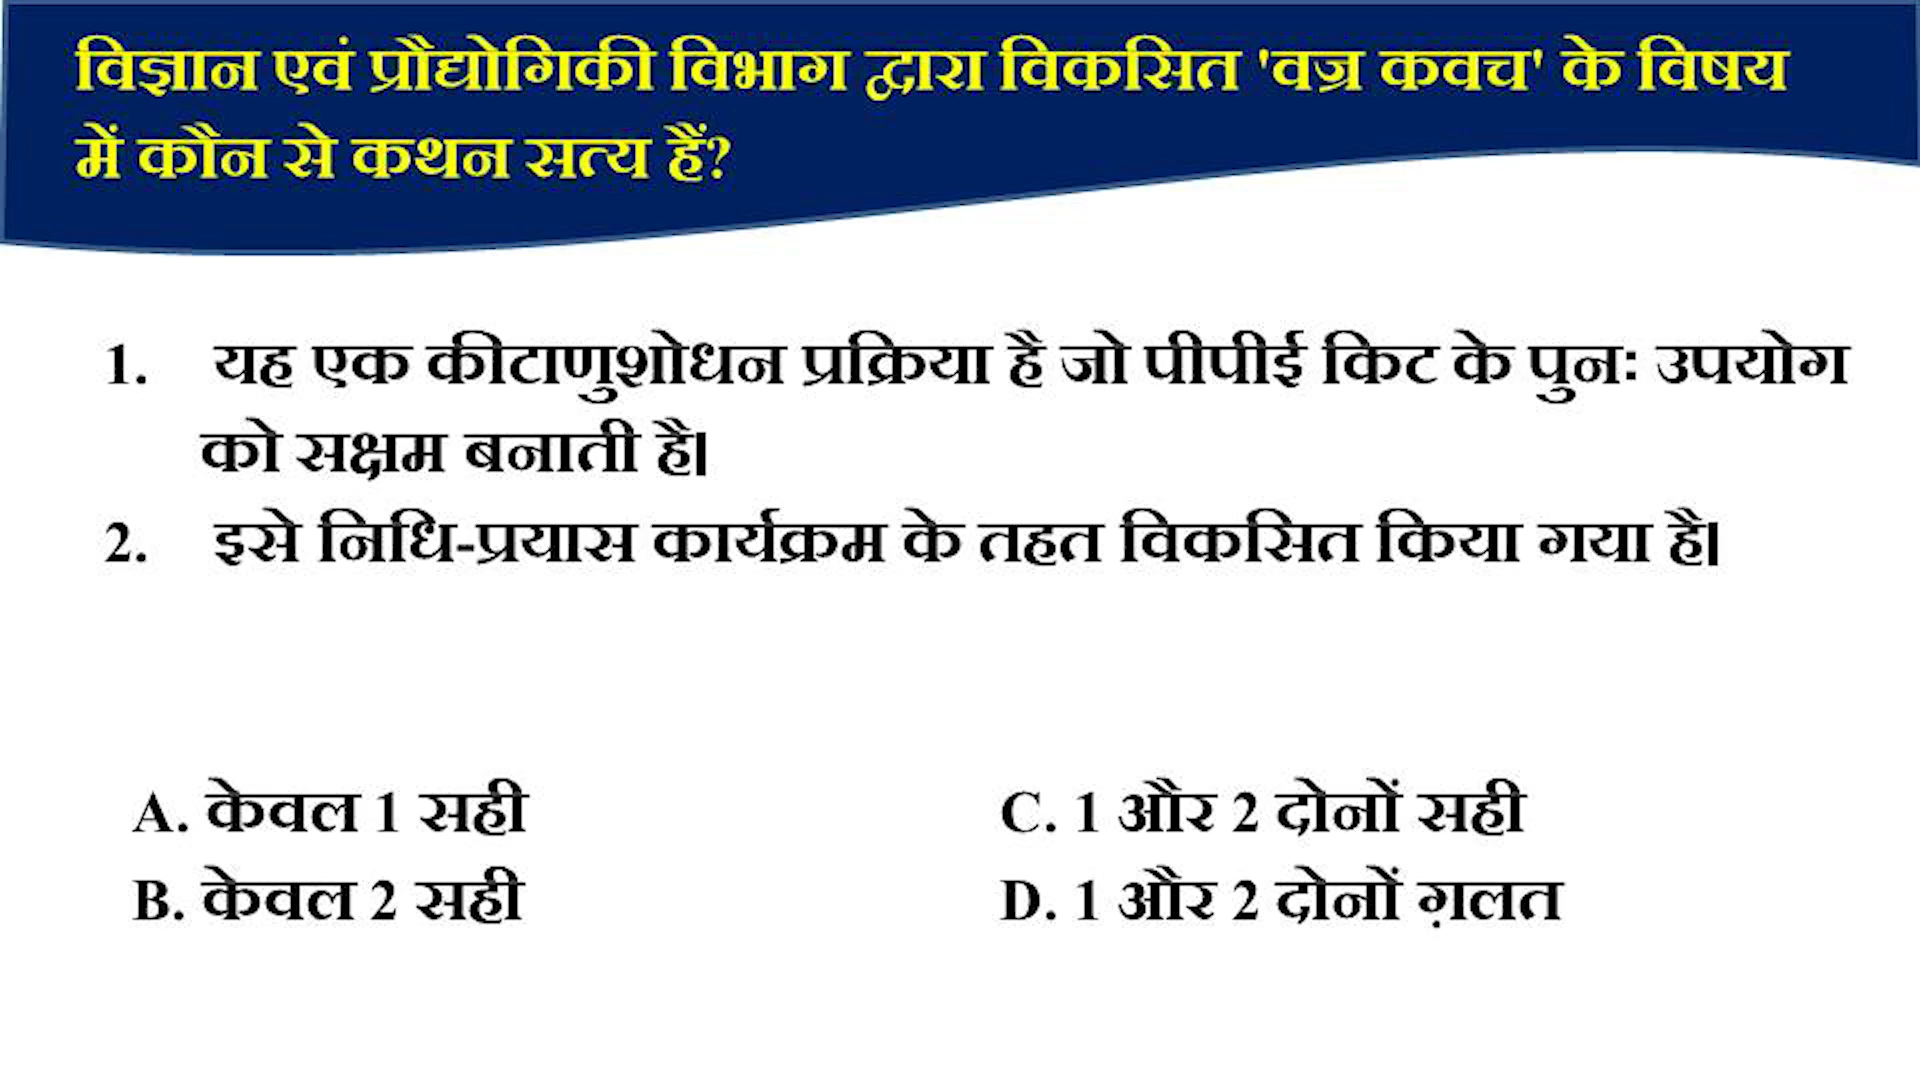 विज्ञान एवं प्रौद्योगिकी विभाग द्वारा विकसित 'वज्र कवच' के विषय
में कौन से कथन सत्य हैं?
1. यह एक कीटाणुशोधन प्रक्रिया है जो पीपीई किट के पुनः उपयोग
को सक्षम बनाती है।
2. इसे निधि-प्रयास कार्यक्रम के तहत विकसित किया गया है।
A. केवल 1 सही
B. केवल 2 सही
C. 1 और 2 दोनों सही
D. 1 और 2 दोनों ग़लत